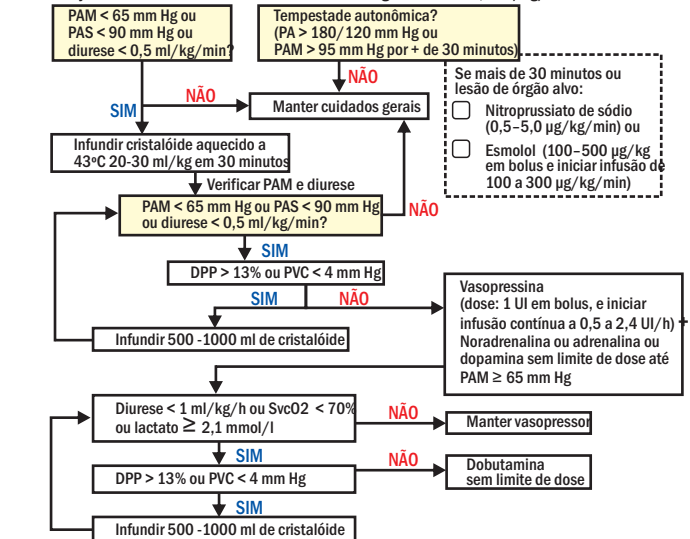 PAM < 65 mm Hg ou
PAS < 90 mm Hg ou
diurese < 0,5 ml/kg/min?
Tempestade autonômica?
(PA > 180/120 mm Hg ou
PAM > 95 mm Hg por + de 30 minutos)
NÃO
SIM
NÃO
Manter cuidados gerais
Se mais de 30 minutos ou
lesão de órgão alvo:
Nitroprussiato de sódio
(0,5–5,0 µg/kg/min) ou
Esmolol (100–500 µg/kg
em bolus e iniciar infusão de
100 a 300 µg/kg/min)
Infundir cristalóide aquecido a
43ºC 20-30 ml/kg em 30 minutos
Verificar PAM e diurese
PAM < 65 mm Hg ou PAS < 90 mm Hg
ou diurese < 0,5 ml/kg/min?
NÃO
SIM
DPP > 13% ou PVC < 4 mm Hg
SIM
NÃO
Infundir 500 -1000 ml de cristalóide
Vasopressina
(dose: 1 UI em bolus, e iniciar
infusão contínua a 0,5 a 2,4 UI/h) +
Noradrenalina ou adrenalina ou
dopamina sem limite de dose até
PAM ≥ 65 mm Hg
Diurese < 1 ml/kg/h ou SvcO2 < 70%
ou lactato ≥ 2,1 mmol/l
NÃO
Manter vasopressor
SIM
DPP > 13% ou PVC < 4 mm Hg
NÃO
Dobutamina
sem limite de dose
SIM
Infundir 500 -1000 ml de cristalóide